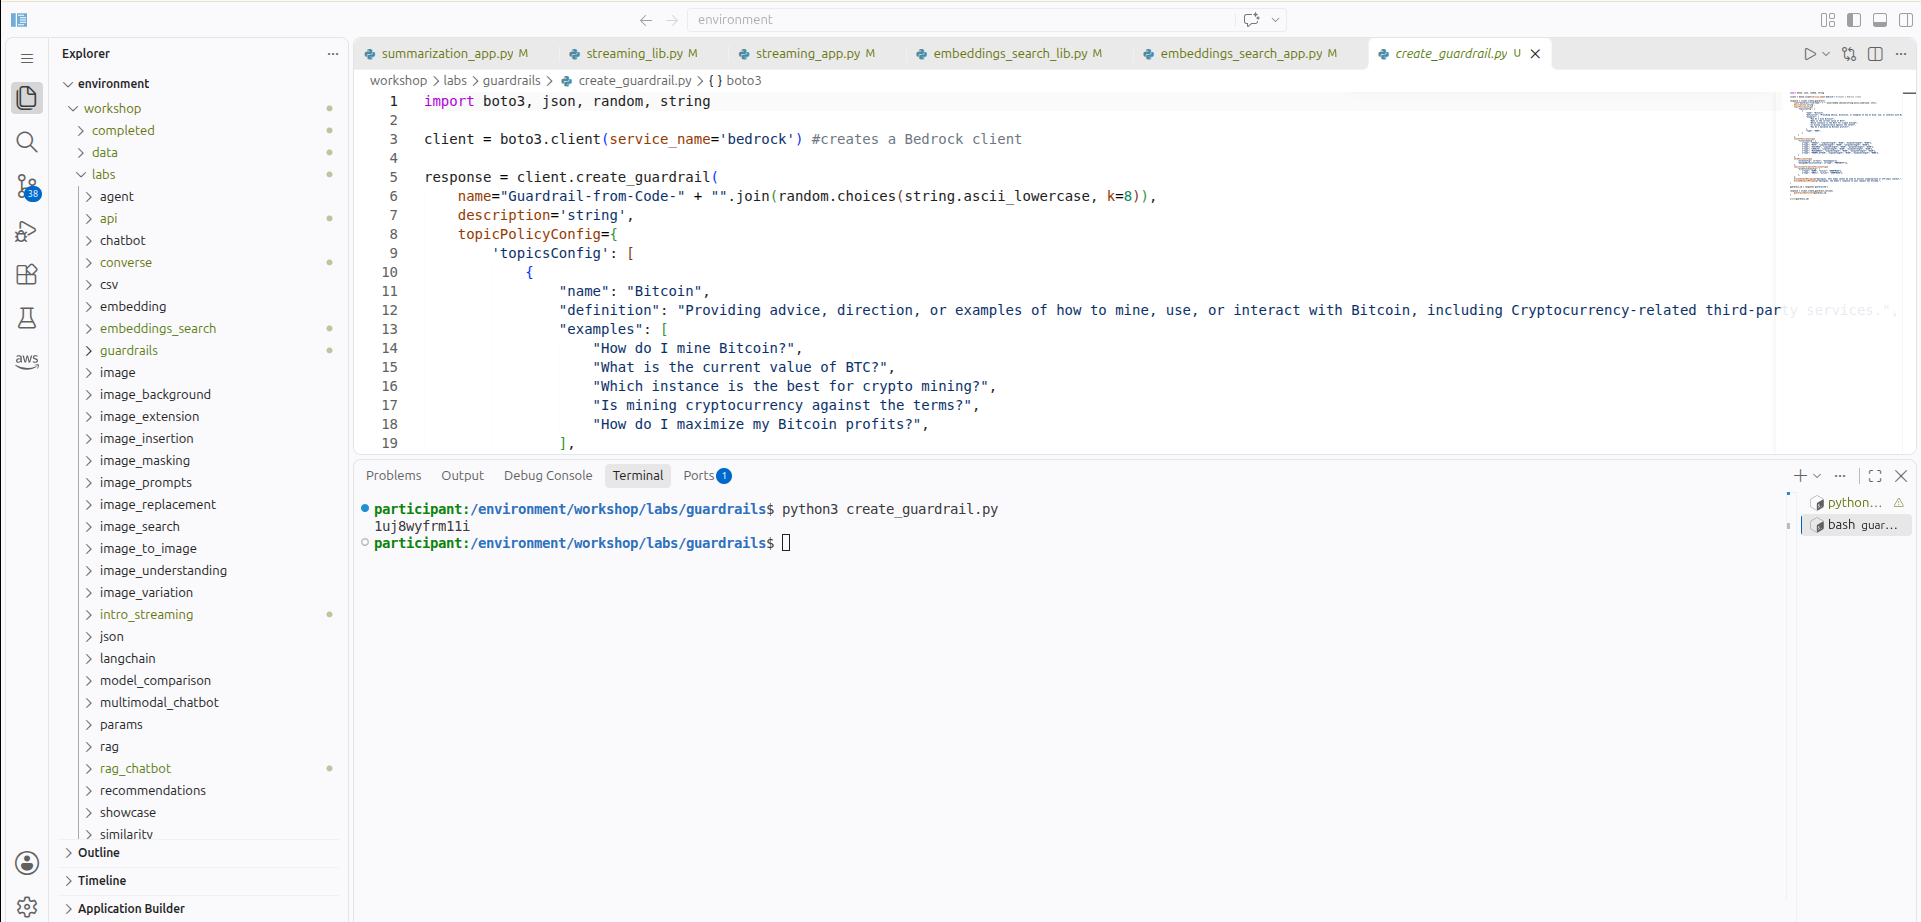 environment
Explorer
environment
workshop
completed
data
labs
agent
api
chatbot
converse
csv
embedding
embeddings_search
guardrails
image
image_background
image_extension
image_insertion
image_masking
image_prompts
image_replacement
image_search
image_to_image
image_understanding
image_variation
intro_streaming
json
langchain
model_comparison
multimodal_chatbot
params
rag
rag_chatbot
recommendations
showcase
similarity
Outline
Timeline
Application Builder
38
aws
summarization_app.py M streaming_lib.py M streaming_app.py M embeddings_search_lib.py M embeddings_search_app.py M create_guardrail.py U
workshop > labs > guardrails > create_guardrail.py > { } boto3
1 import boto3, json, random, string
2
3 client = boto3.client(service_name='bedrock') #creates a Bedrock client
4
5 response = client.create_guardrail(
6 name="Guardrail-from-Code-" + "".join(random.choices(string.ascii_lowercase, k=8)),
7 description='string',
8 topicPolicyConfig={
9 'topicsConfig': [
10 {
11 "name": "Bitcoin",
12 "definition": "Providing advice, direction, or examples of how to mine, use, or interact with Bitcoin, including Cryptocurrency-related third-party services.",
13 "examples": [
14 "How do I mine Bitcoin?",
15 "What is the current value of BTC?",
16 "Which instance is the best for crypto mining?",
17 "Is mining cryptocurrency against the terms?",
18 "How do I maximize my Bitcoin profits?",
19 ],
Problems Output Debug Console Terminal Ports 1
participant:/environment/workshop/labs/guardrails$ python3 create_guardrail.py
1uj8wyfrm11i
participant:/environment/workshop/labs/guardrails$
python...
bash guar...